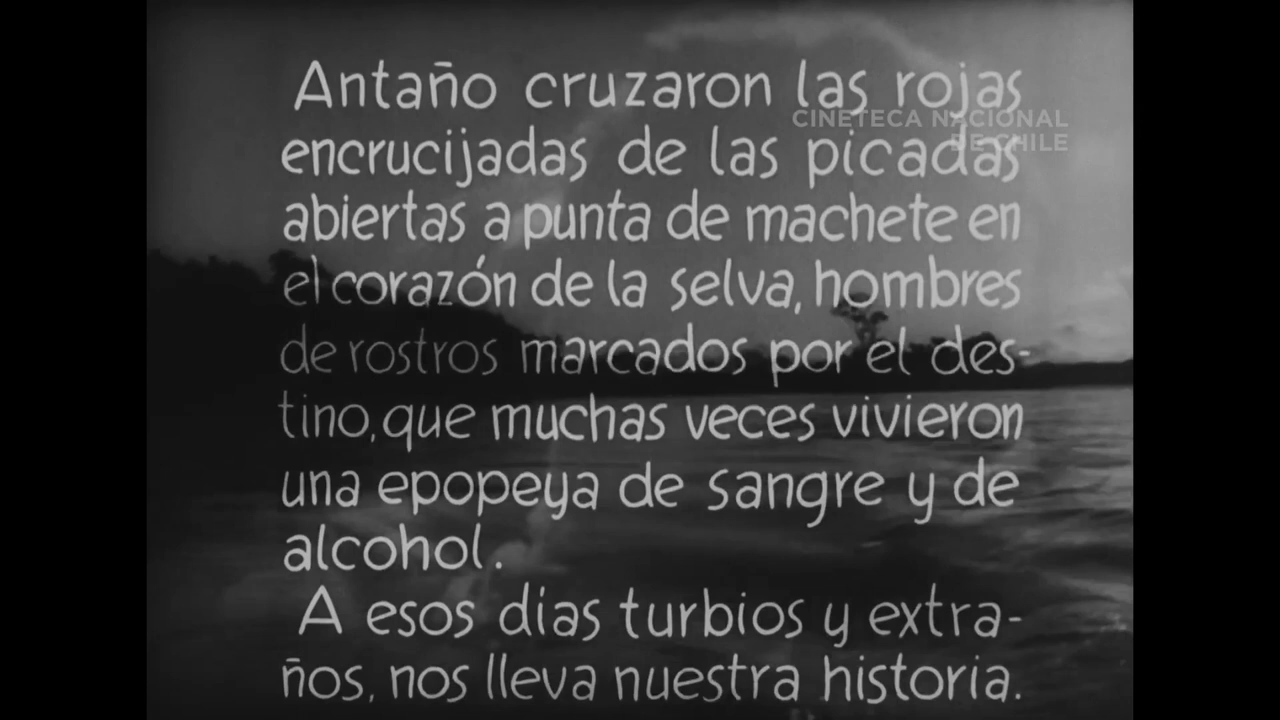 Antaño cruzaron las rojas
encrucijadas de las picadas
abiertas a punta de machete en
el corazón de la selva, hombres
de rostros marcados por el des-
tino, que muchas veces vivieron
una epopeya de sangre y de
alcohol.
A esos dias turbios y extra-
ños, nos lleva nuestra historia.
CINETECA NACIONAL
DE CHILE